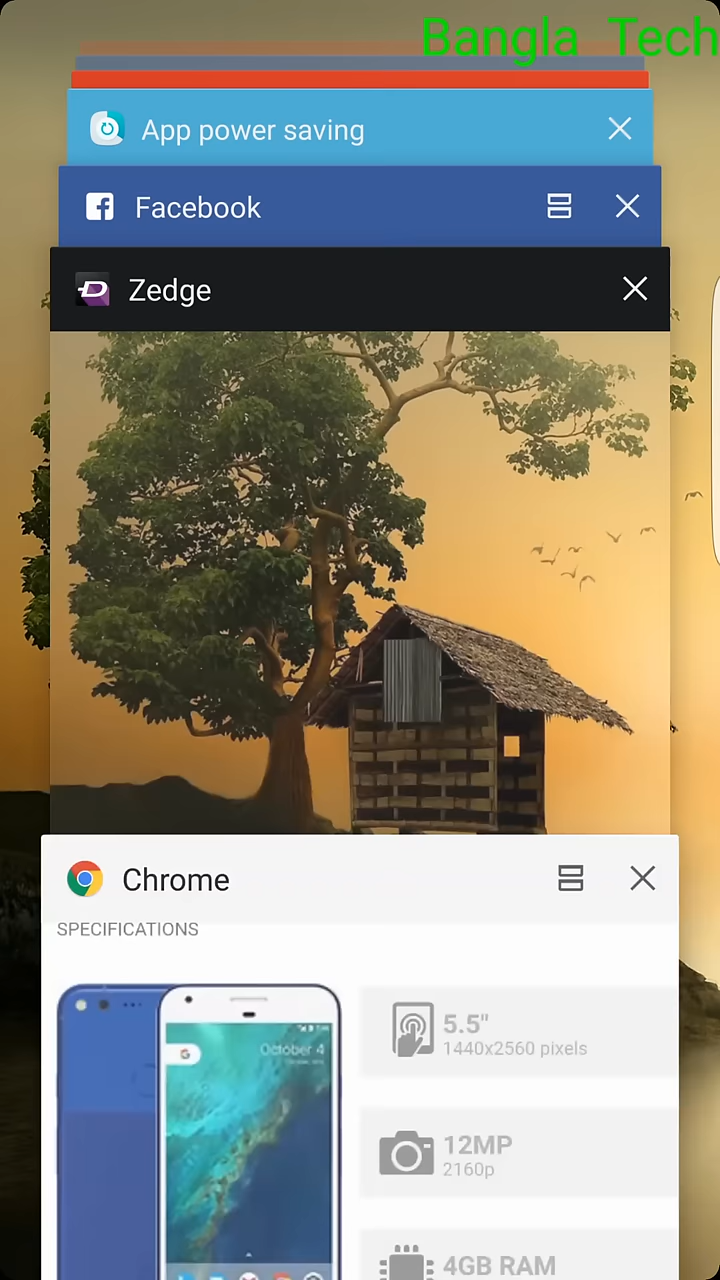 Bangla Tech
App power saving
Facebook
Zedge
Chrome
SPECIFICATIONS
5.5"
1440x2560 pixels
October 4
12MP
2160p
4GB RAM